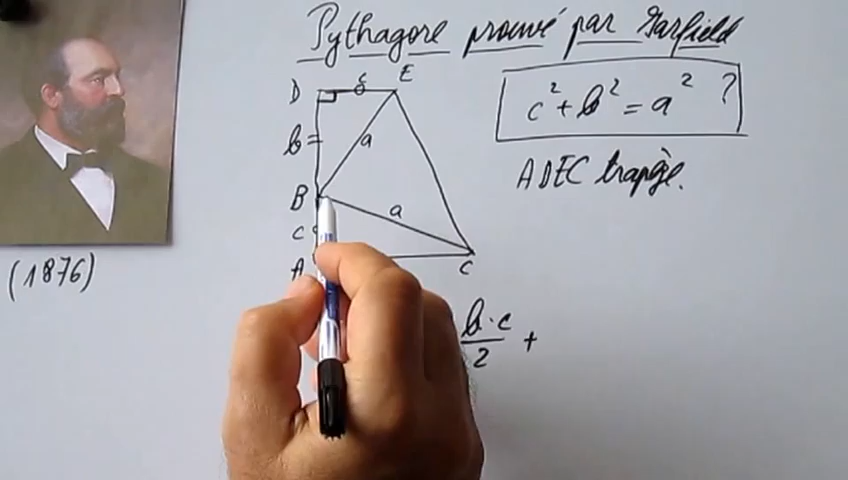 Pythagore prouvé par Garfield
D
E
c² + b² = a² ?
b
a
ADEC trapèze.
B
a
c
A
C
(1876)
b·c
2
+